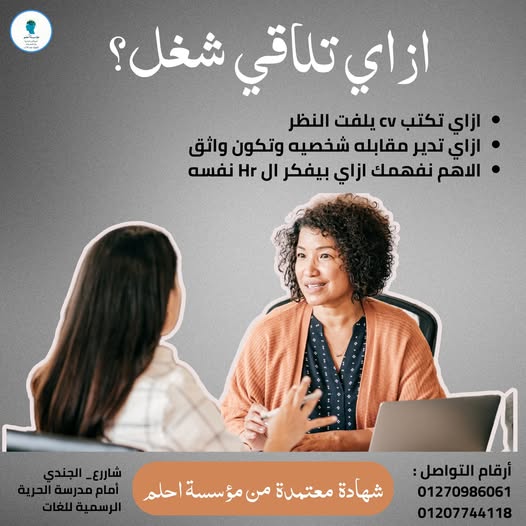 ازاي تلاقي شغل؟
• ازاي تكتب cv يلفت النظر
• ازاي تدير مقابله شخصيه وتكون واثق
• الاهم نفهمك ازاي بيفكر ال Hr نفسه
أرقام التواصل :
01270986061
01207744118
شهادة معتمدة من مؤسسة احلم
شاررع_ الجندي
أمام مدرسة الحرية
الرسمية للغات